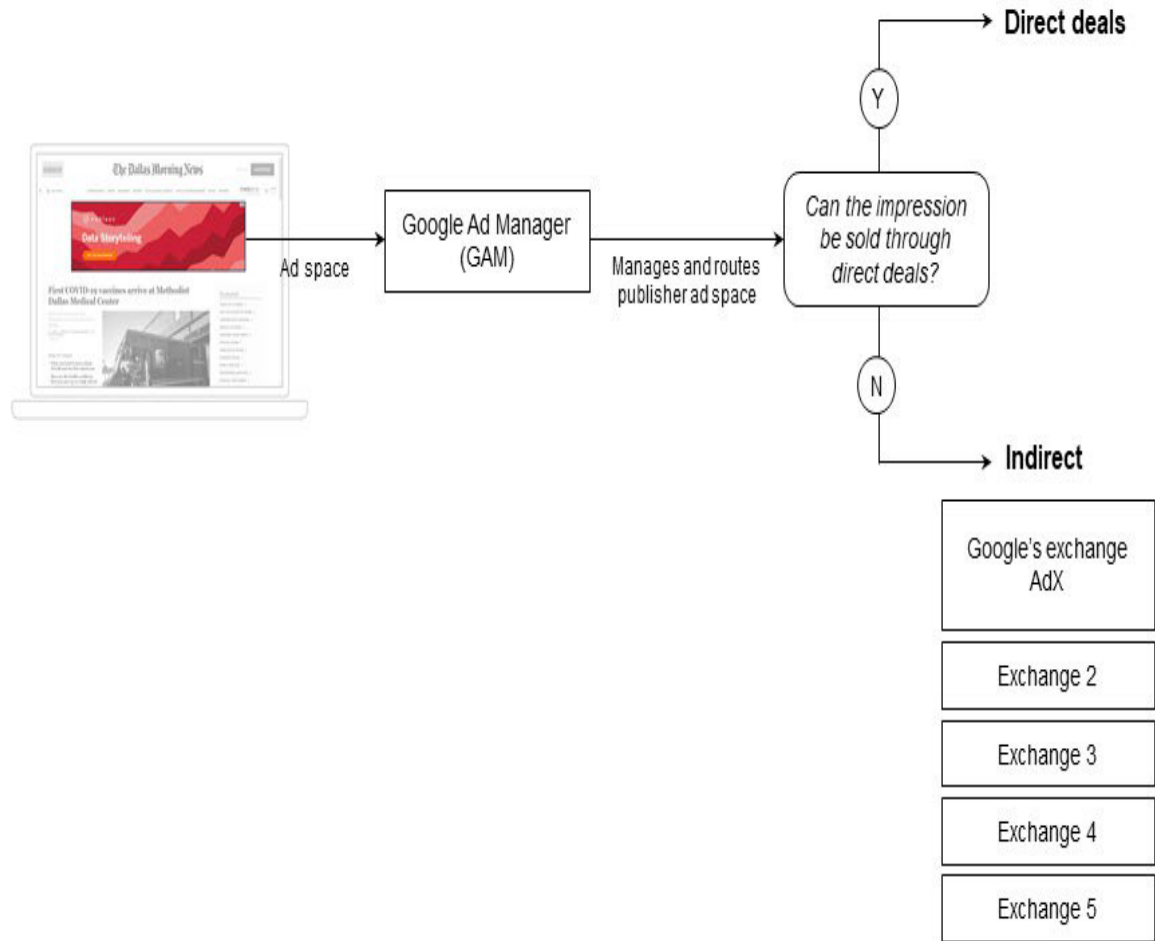 Direct deals
Y
The Dallas Morning News
Data Storytelling
Google Ad Manager
(GAM)
Can the impression
be sold through
direct deals?
Ad space
Manages and routes
publisher ad space
First COVID-19 vaccines arrive at Methodist
Dallas Medical Center
N
Indirect
Google's exchange
AdX
Exchange 2
Exchange 3
Exchange 4
Exchange 5